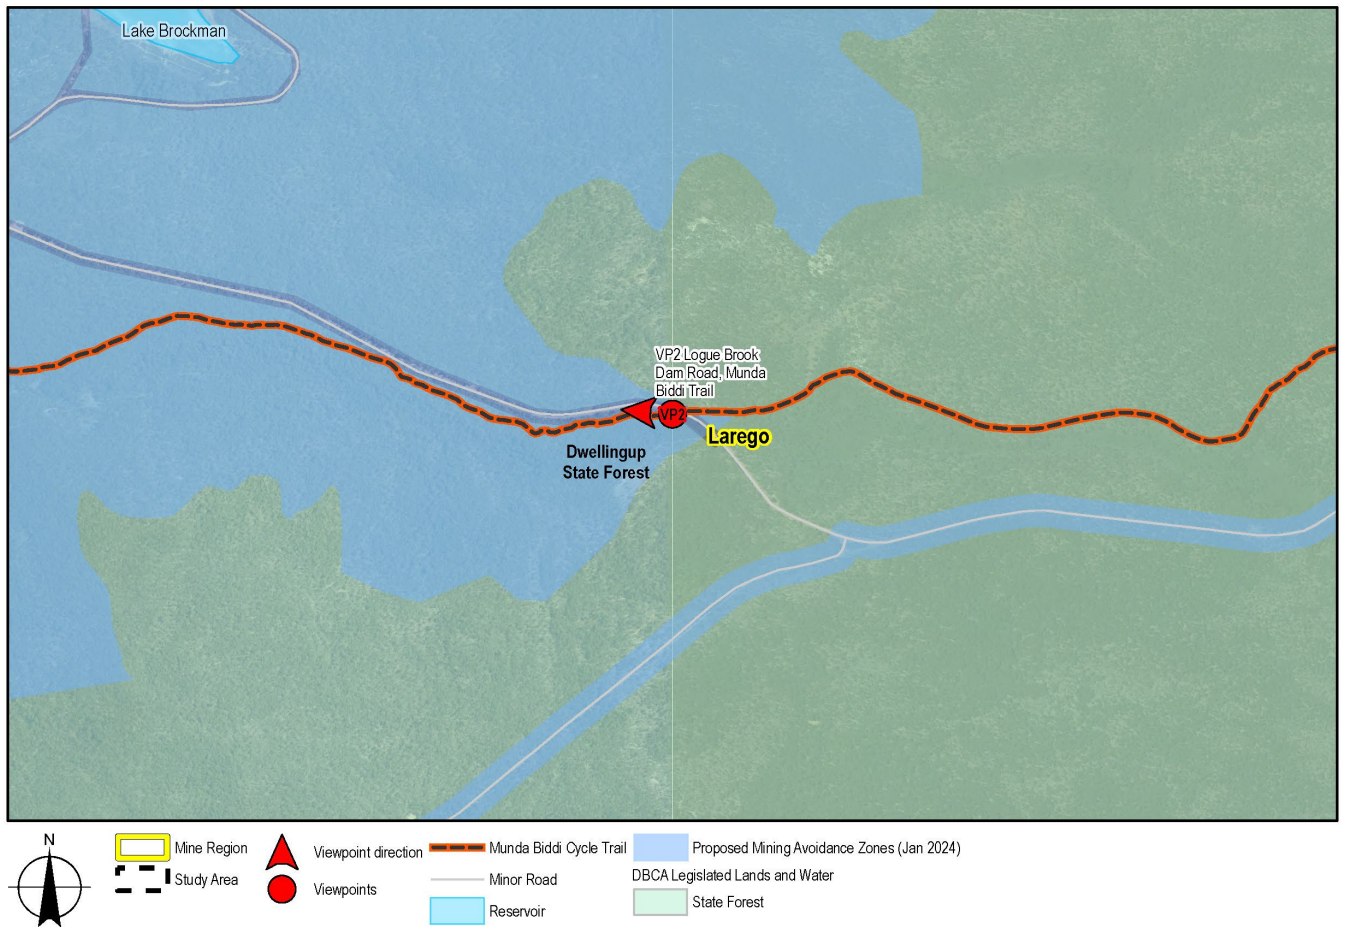 Lake Brockman
VP2 Logue Brook
Dam Road, Munda
Biddi Trail
VP2
Larego
Dwellingup
State Forest
N
Mine Region
Study Area
Viewpoint direction
Viewpoints
Munda Biddi Cycle Trail
Minor Road
Reservoir
Proposed Mining Avoidance Zones (Jan 2024)
DBCA Legislated Lands and Water
State Forest